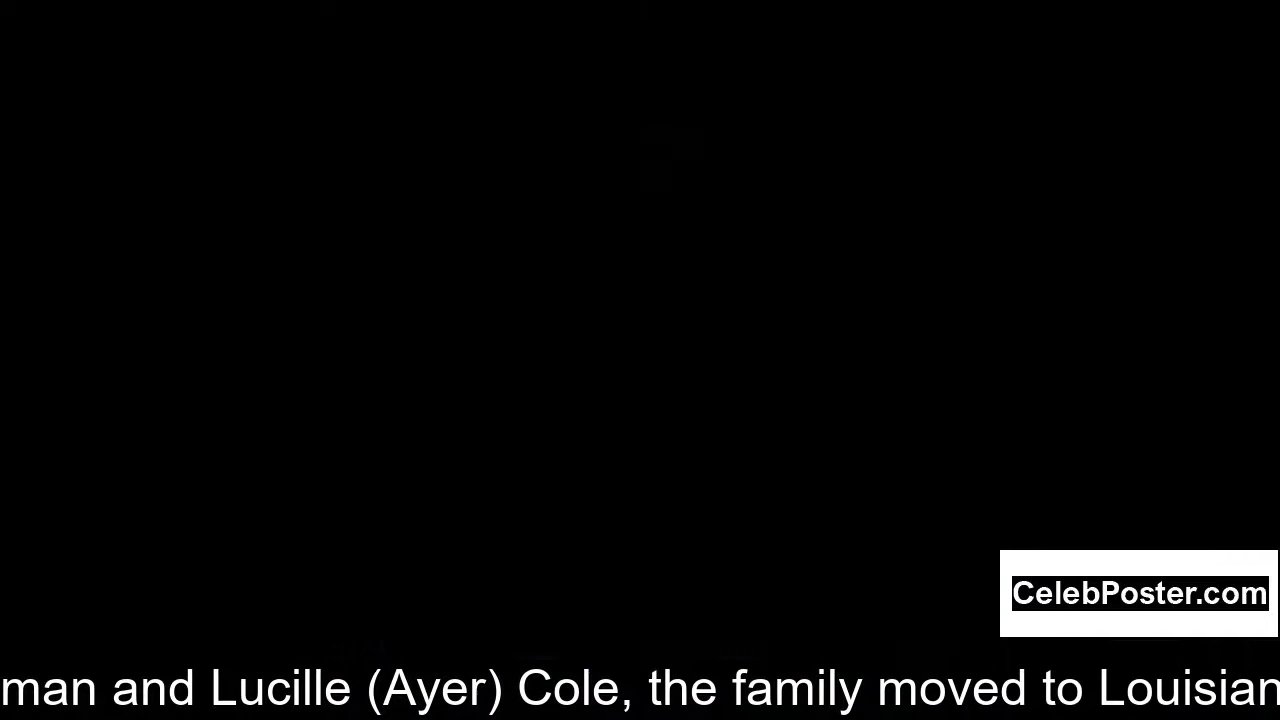 CelebPoster.com
man and Lucille (Ayer) Cole, the family moved to Louisian